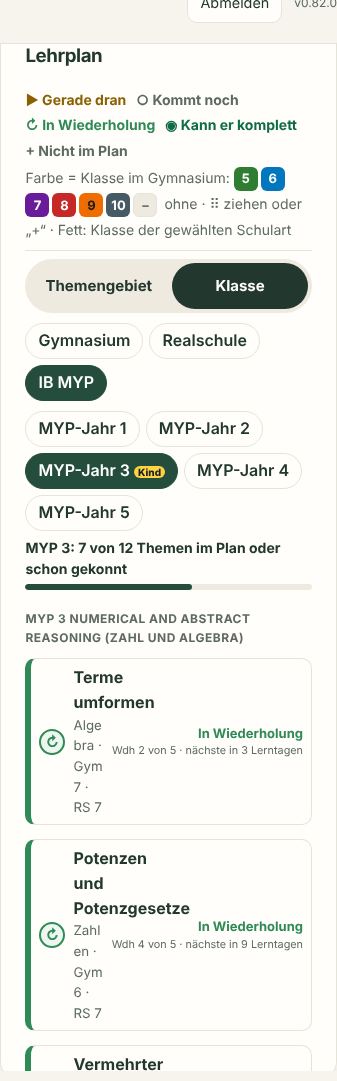 Abmelden v0.82.0
Lehrplan
▶ Gerade dran ○ Kommt noch
↻ In Wiederholung ◉ Kann er komplett
+ Nicht im Plan
Farbe = Klasse im Gymnasium: 5 6
7 8 9 10 – ohne · ⠿ ziehen oder
„+“ · Fett: Klasse der gewählten Schulart
Themengebiet Klasse
Gymnasium Realschule
IB MYP
MYP-Jahr 1 MYP-Jahr 2
MYP-Jahr 3 Kind MYP-Jahr 4
MYP-Jahr 5
MYP 3: 7 von 12 Themen im Plan oder
schon gekonnt
MYP 3 NUMERICAL AND ABSTRACT
REASONING (ZAHL UND ALGEBRA)
Terme
umformen
Alge
bra ·
Gym
7 ·
RS 7
In Wiederholung
Wdh 2 von 5 · nächste in 3 Lerntagen
Potenzen
und
Potenzgesetze
Zahl
en ·
Gym
6 ·
RS 7
In Wiederholung
Wdh 4 von 5 · nächste in 9 Lerntagen
Vermehrter